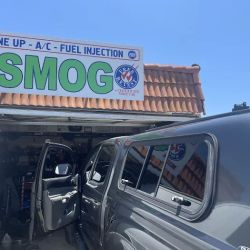 NE UP - A/C - FUEL INJECTION
SMOG